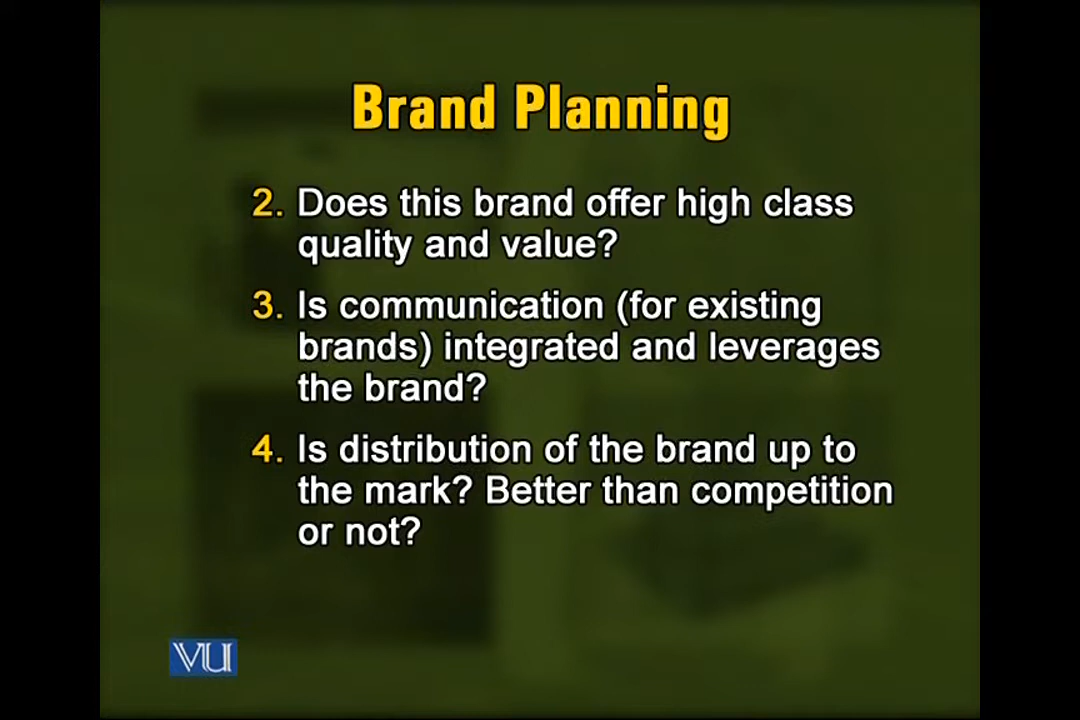 Brand Planning
2. Does this brand offer high class
quality and value?
3. Is communication (for existing
brands) integrated and leverages
the brand?
4. Is distribution of the brand up to
the mark? Better than competition
or not?
VU